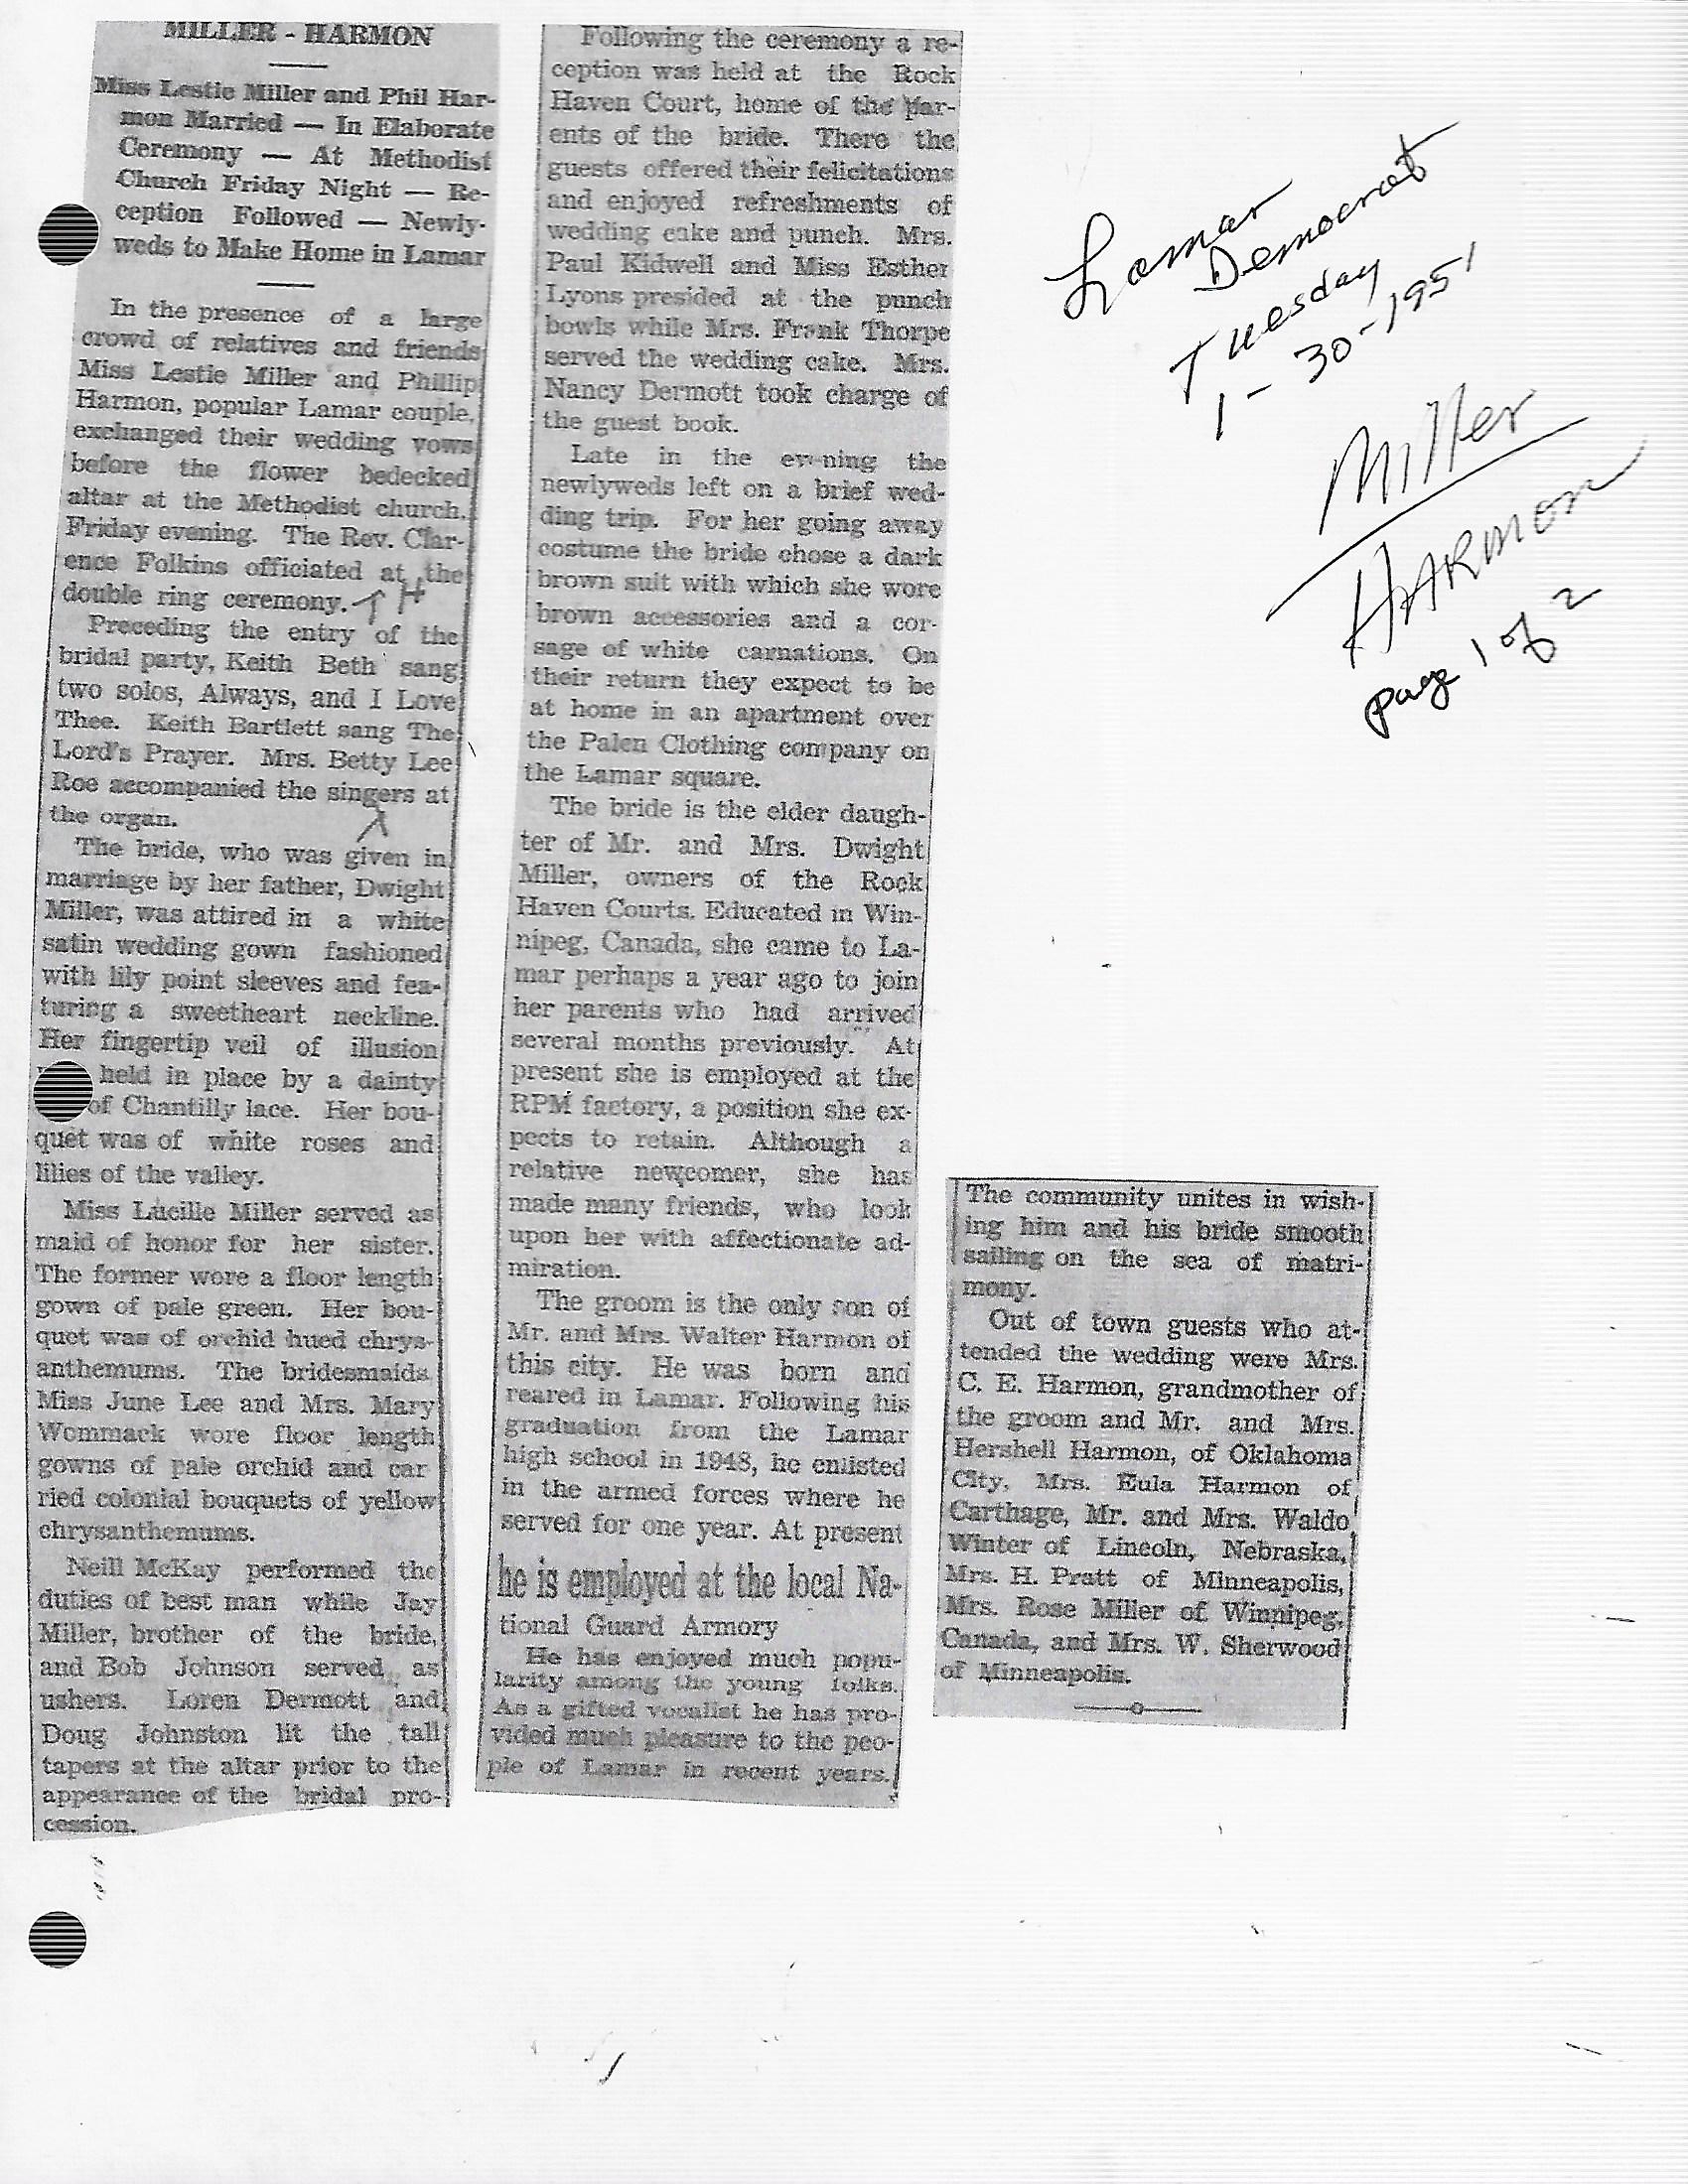 MILLER - HARMON
Miss Lestie Miller and Phil Har-
mon Married — In Elaborate
Ceremony — At Methodist
Church Friday Night — Re-
ception Followed — Newly-
weds to Make Home in Lamar
In the presence of a large
crowd of relatives and friends
Miss Lestie Miller and Phillip
Harmon, popular Lamar couple,
exchanged their wedding vows
before the flower bedecked
altar at the Methodist church,
Friday evening. The Rev. Clar-
ence Folkins officiated at the
double ring ceremony.
Preceding the entry of the
bridal party, Keith Beth sang
two solos, Always, and I Love
Thee. Keith Bartlett sang The
Lord's Prayer. Mrs. Betty Lee
Roe accompanied the singers at
the organ.
The bride, who was given in
marriage by her father, Dwight
Miller, was attired in a white
satin wedding gown fashioned
with lily point sleeves and fea-
turing a sweetheart neckline.
Her fingertip veil of illusion
held in place by a dainty
of Chantilly lace. Her bou-
quet was of white roses and
lilies of the valley.
Miss Lucille Miller served as
maid of honor for her sister.
The former wore a floor length
gown of pale green. Her bou-
quet was of orchid hued chrys-
anthemums. The bridesmaids
Miss June Lee and Mrs. Mary
Wommack wore floor length
gowns of pale orchid and car
ried colonial bouquets of yellow
chrysanthemums.
Neill McKay performed the
duties of best man while Jay
Miller, brother of the bride,
and Bob Johnson served as
ushers. Loren Dermott and
Doug Johnston lit the tall
tapers at the altar prior to the
appearance of the bridal pro-
cession.
Following the ceremony a re-
ception was held at the Rock
Haven Court, home of the par-
ents of the bride. There the
guests offered their felicitations
and enjoyed refreshments of
wedding cake and punch. Mrs.
Paul Kidwell and Miss Esther
Lyons presided at the punch
bowls while Mrs. Frank Thorpe
served the wedding cake. Mrs.
Nancy Dermott took charge of
the guest book.
Late in the evening the
newlyweds left on a brief wed-
ding trip. For her going away
costume the bride chose a dark
brown suit with which she wore
brown accessories and a cor-
sage of white carnations. On
their return they expect to be
at home in an apartment over
the Palen Clothing company on
the Lamar square.
The bride is the elder daugh-
ter of Mr. and Mrs. Dwight
Miller, owners of the Rock
Haven Courts. Educated in Win-
nipeg, Canada, she came to La-
mar perhaps a year ago to join
her parents who had arrived
several months previously. At
present she is employed at the
RPM factory, a position she ex-
pects to retain. Although a
relative newcomer, she has
made many friends, who look
upon her with affectionate ad-
miration.
The groom is the only son of
Mr. and Mrs. Walter Harmon of
this city. He was born and
reared in Lamar. Following his
graduation from the Lamar
high school in 1948, he enlisted
in the armed forces where he
served for one year. At present
he is employed at the local Na-
tional Guard Armory
He has enjoyed much popu-
larity among the young folks.
As a gifted vocalist he has pro-
vided much pleasure to the peo-
ple of Lamar in recent years.
The community unites in wish-
ing him and his bride smooth
sailing on the sea of matri-
mony.
Out of town guests who at-
tended the wedding were Mrs.
C. E. Harmon, grandmother of
the groom and Mr. and Mrs.
Hershell Harmon, of Oklahoma
City, Mrs. Eula Harmon of
Carthage, Mr. and Mrs. Waldo
Winter of Lincoln, Nebraska,
Mrs. H. Pratt of Minneapolis,
Mrs. Rose Miller of Winnipeg,
Canada, and Mrs. W. Sherwood
of Minneapolis.
Lamar
Democrat
Tuesday
1-30-1951
Miller
HARMON
page 1 of 2